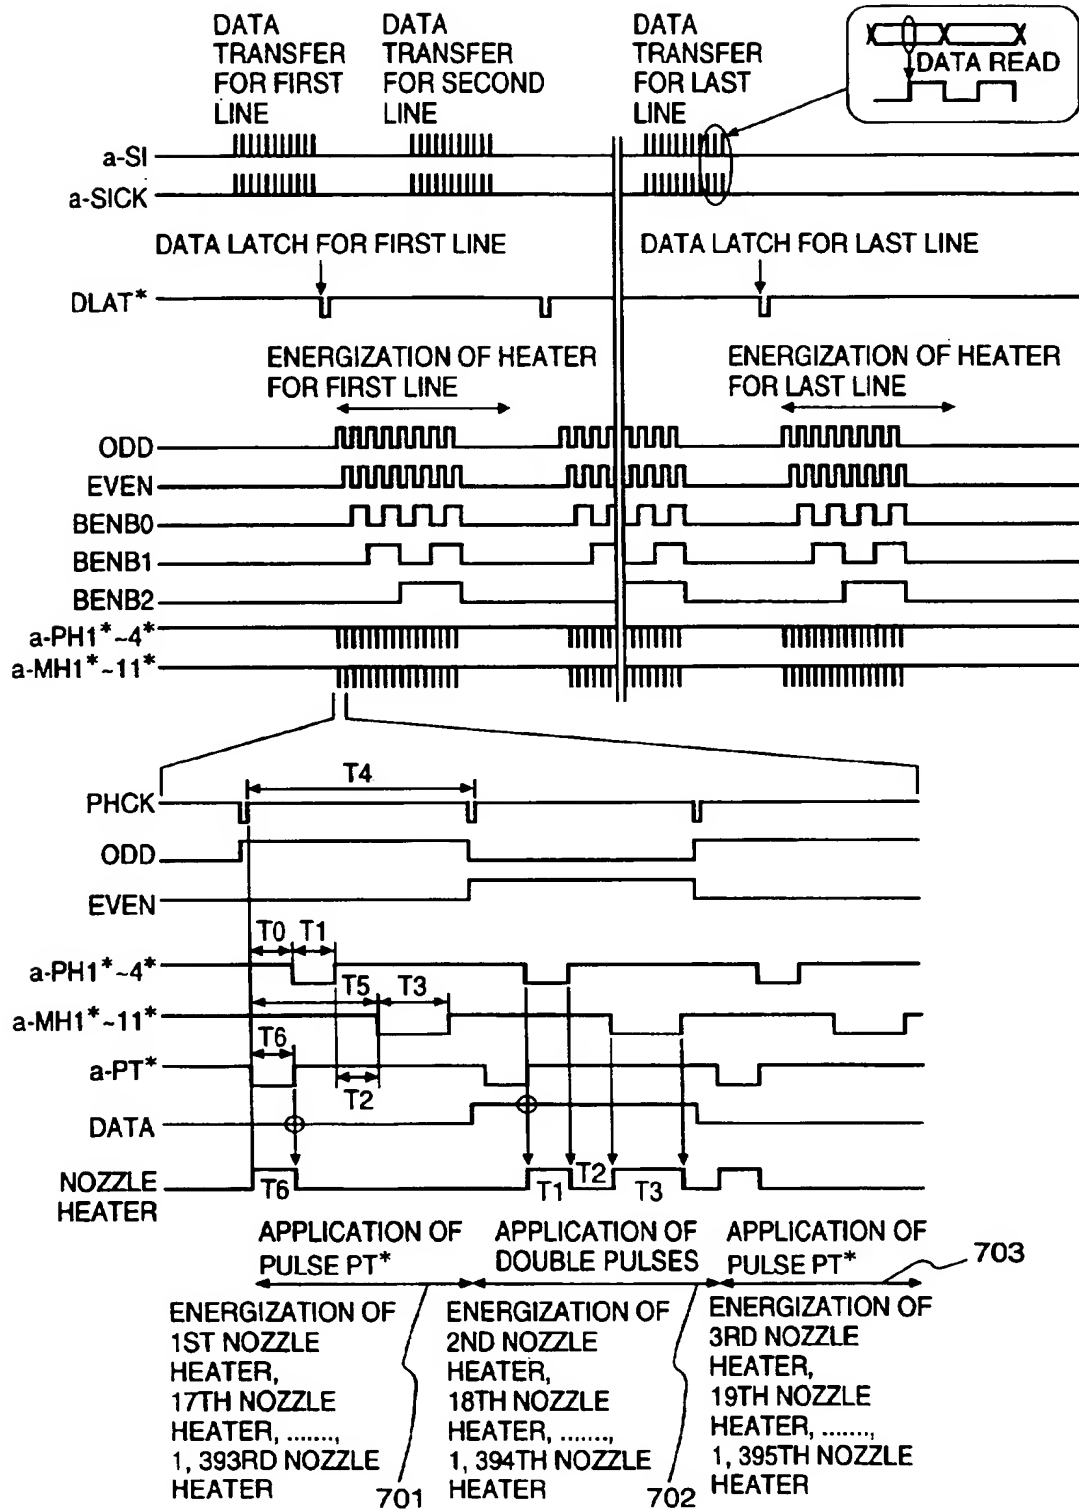 DATA
TRANSFER
FOR FIRST
LINE
DATA
TRANSFER
FOR SECOND
LINE
DATA
TRANSFER
FOR LAST
LINE
DATA READ
a-SI
a-SICK
DATA LATCH FOR FIRST LINE
DATA LATCH FOR LAST LINE
DLAT*
ENERGIZATION OF HEATER
FOR FIRST LINE
ENERGIZATION OF HEATER
FOR LAST LINE
ODD
EVEN
BENB0
BENB1
BENB2
a-PH1*~4*
a-MH1*~11*
T4
PHCK
ODD
EVEN
T0 T1
a-PH1*~4*
T5 T3
a-MH1*~11*
T6
a-PT*
T2
DATA
NOZZLE
HEATER
T6
T1
T2
T3
APPLICATION OF
PULSE PT*
APPLICATION OF
DOUBLE PULSES
APPLICATION OF
PULSE PT*
703
ENERGIZATION OF
1ST NOZZLE
HEATER,
17TH NOZZLE
HEATER, ........,
1, 393RD NOZZLE
HEATER
701
ENERGIZATION OF
2ND NOZZLE
HEATER,
18TH NOZZLE
HEATER, .......,
1, 394TH NOZZLE
HEATER
702
ENERGIZATION OF
3RD NOZZLE
HEATER,
19TH NOZZLE
HEATER, .......,
1, 395TH NOZZLE
HEATER